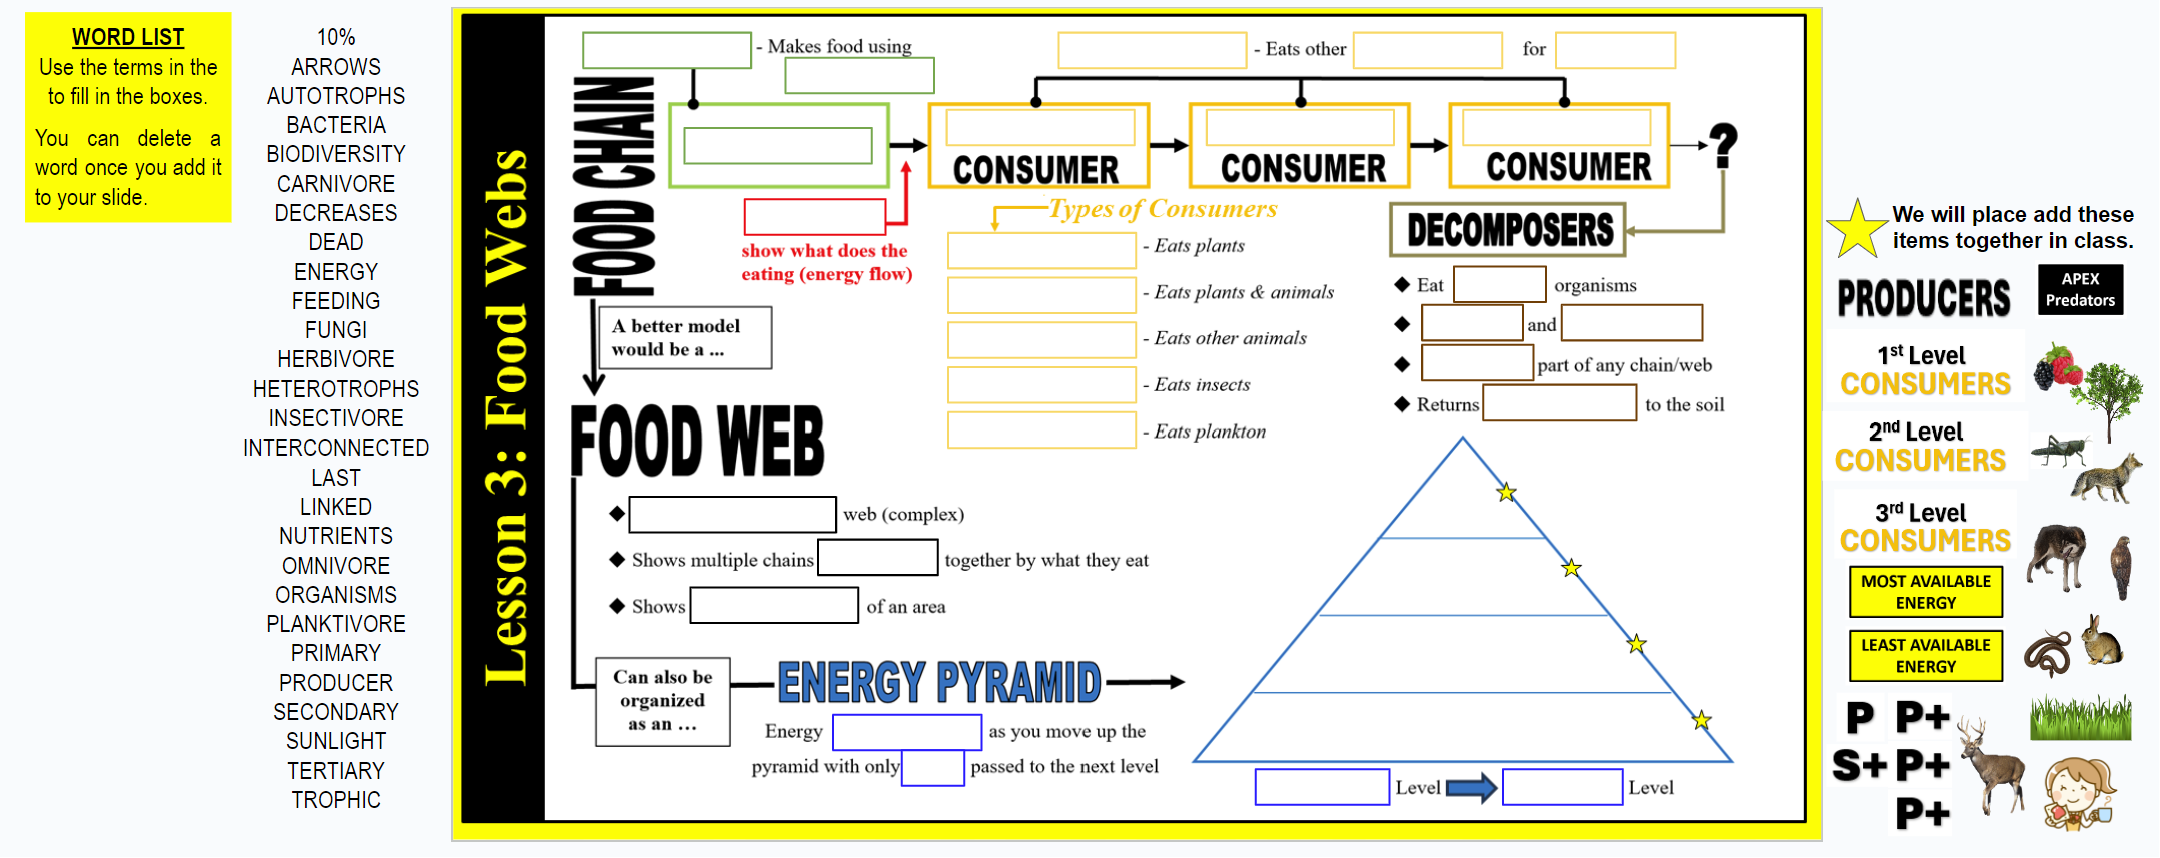 WORD LIST
Use the terms in the
to fill in the boxes.
You can delete a
word once you add it
to your slide.
10%
ARROWS
AUTOTROPHS
BACTERIA
BIODIVERSITY
CARNIVORE
DECREASES
DEAD
ENERGY
FEEDING
FUNGI
HERBIVORE
HETEROTROPHS
INSECTIVORE
INTERCONNECTED
LAST
LINKED
NUTRIENTS
OMNIVORE
ORGANISMS
PLANKTIVORE
PRIMARY
PRODUCER
SECONDARY
SUNLIGHT
TERTIARY
TROPHIC
Lesson 3: Food Webs
FOOD CHAIN
- Makes food using
- Eats other for
CONSUMER
CONSUMER
CONSUMER
?
show what does the
eating (energy flow)
Types of Consumers
- Eats plants
- Eats plants & animals
- Eats other animals
- Eats insects
- Eats plankton
DECOMPOSERS
◆ Eat organisms
◆ and
◆ part of any chain/web
◆ Returns to the soil
A better model
would be a ...
FOOD WEB
◆ web (complex)
◆ Shows multiple chains together by what they eat
◆ Shows of an area
Can also be
organized
as an …
ENERGY PYRAMID
Energy as you move up the
pyramid with only passed to the next level
Level Level
We will place add these
items together in class.
PRODUCERS
APEX
Predators
1st Level
CONSUMERS
2nd Level
CONSUMERS
3rd Level
CONSUMERS
MOST AVAILABLE
ENERGY
LEAST AVAILABLE
ENERGY
P P+
S+ P+
P+